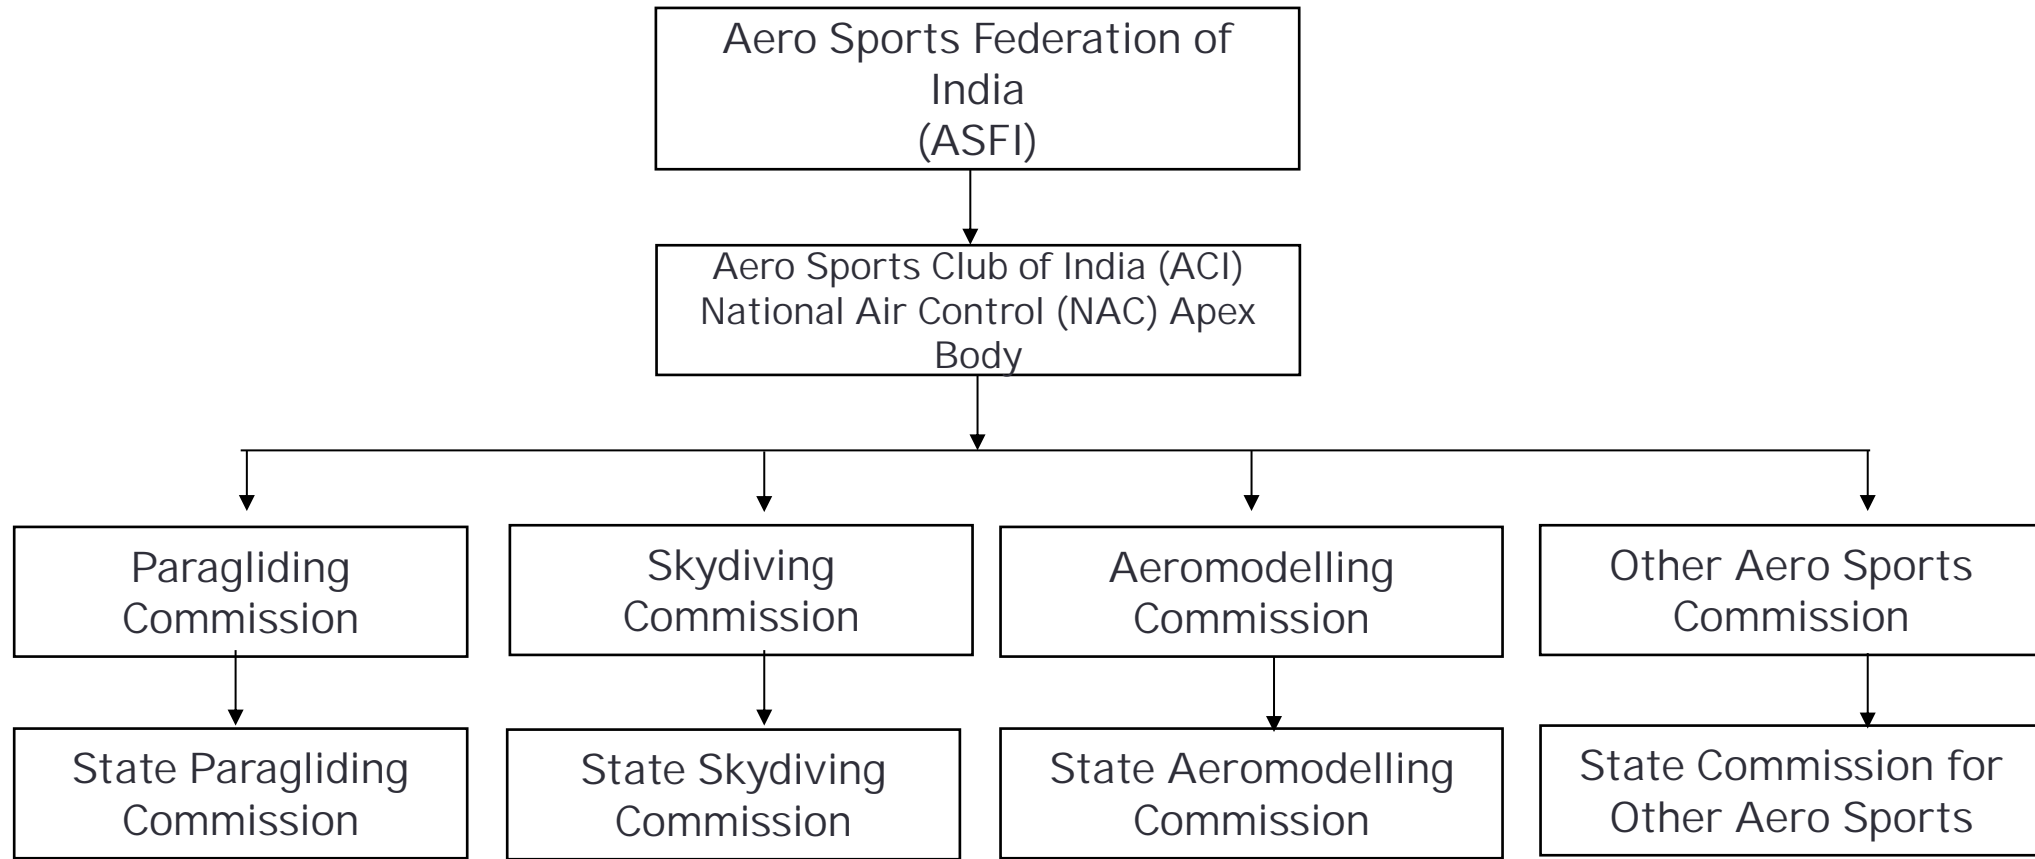 Aero Sports Federation of
India
(ASFI)
Aero Sports Club of India (ACI)
National Air Control (NAC) Apex
Body
Paragliding
Commission
Skydiving
Commission
Aeromodelling
Commission
Other Aero Sports
Commission
State Paragliding
Commission
State Skydiving
Commission
State Aeromodelling
Commission
State Commission for
Other Aero Sports